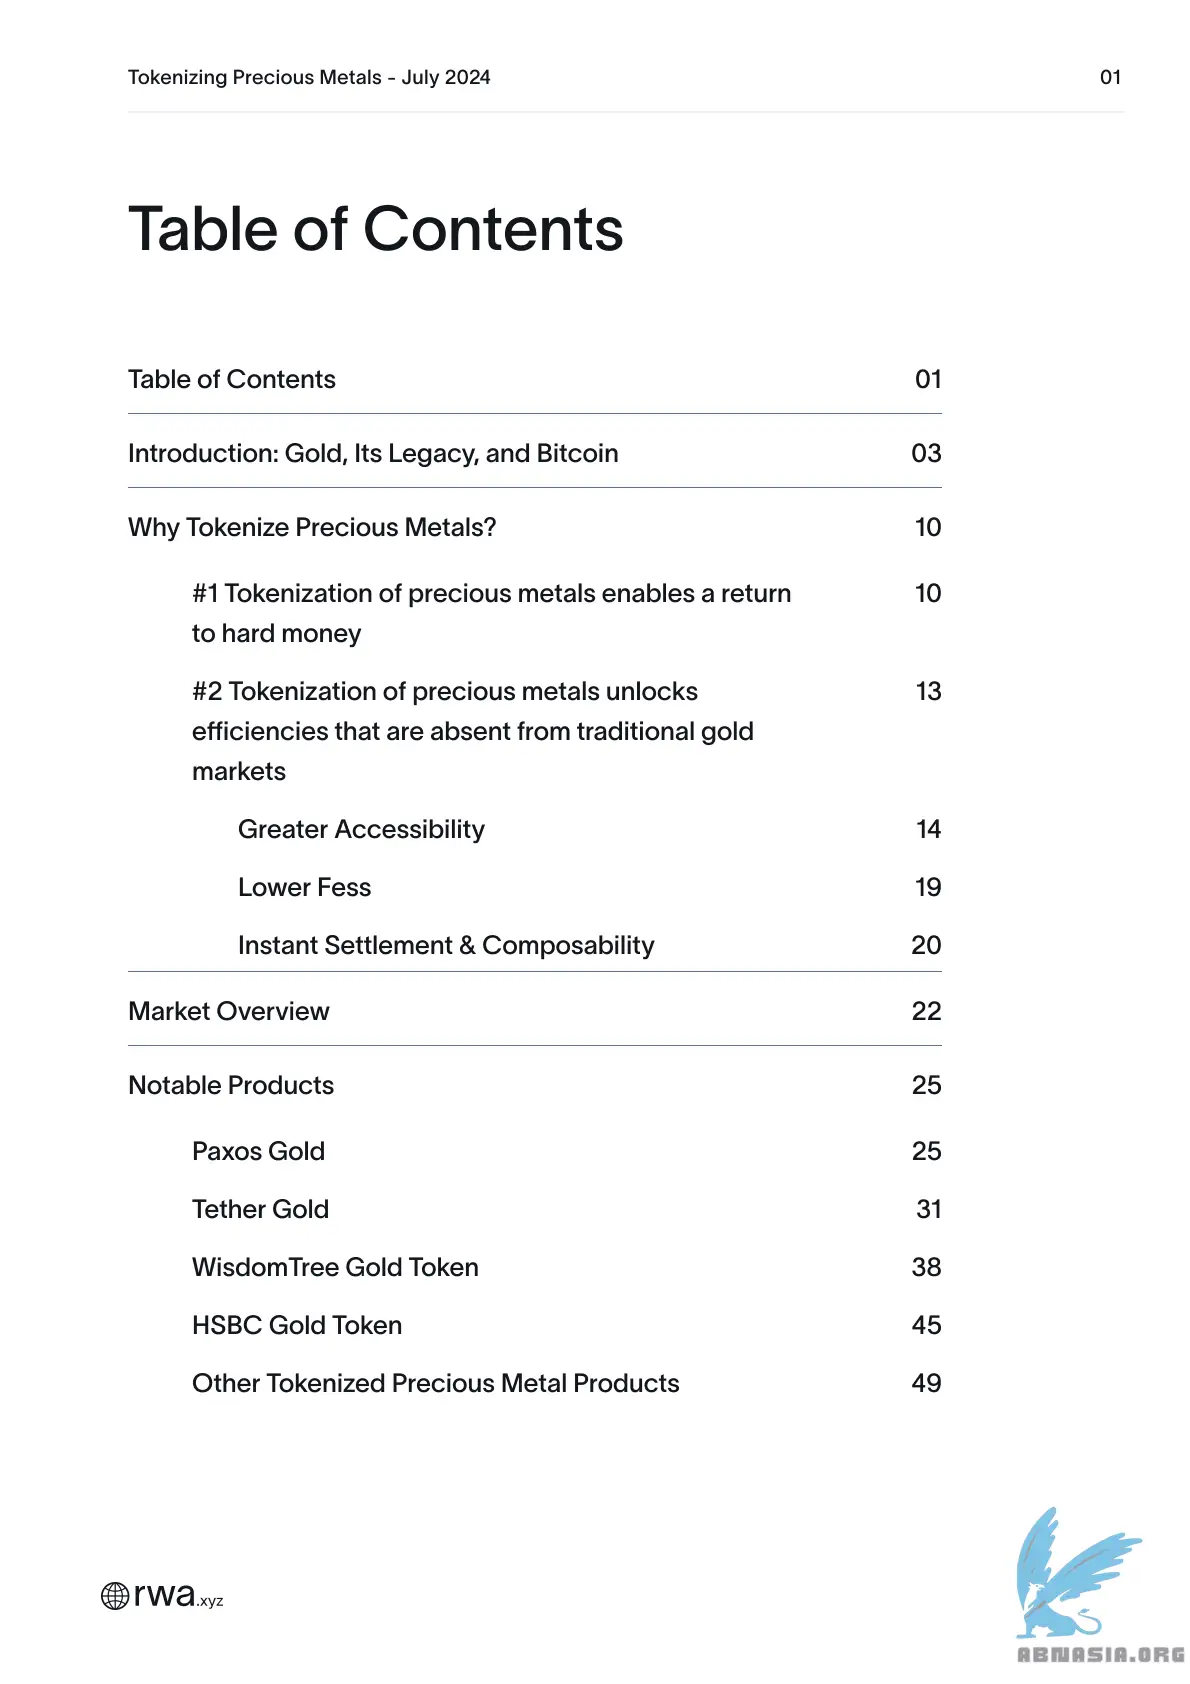 Tokenizing Precious Metals - July 2024 01
Table of Contents
Table of Contents 01
Introduction: Gold, Its Legacy, and Bitcoin 03
Why Tokenize Precious Metals? 10
#1 Tokenization of precious metals enables a return 10
to hard money
#2 Tokenization of precious metals unlocks 13
efficiencies that are absent from traditional gold
markets
Greater Accessibility 14
Lower Fess 19
Instant Settlement & Composability 20
Market Overview 22
Notable Products 25
Paxos Gold 25
Tether Gold 31
WisdomTree Gold Token 38
HSBC Gold Token 45
Other Tokenized Precious Metal Products 49
rwa.xyz
ABNASIA.ORG